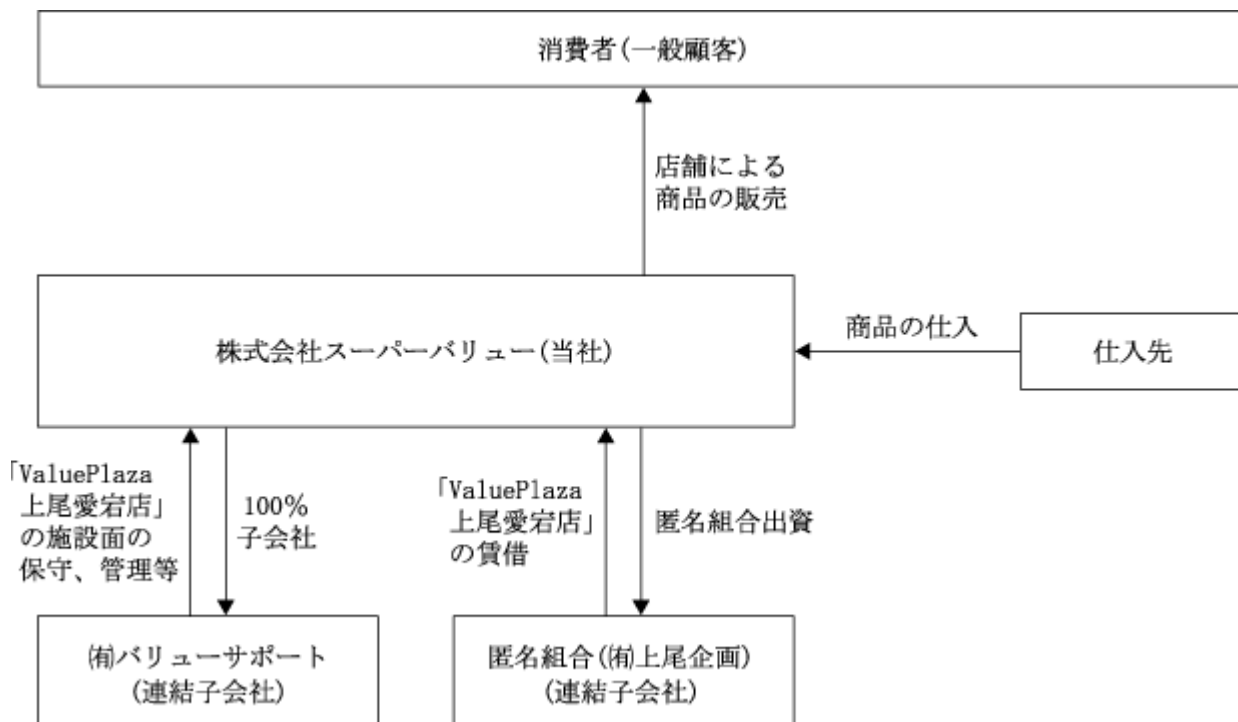 消費者(一般顧客)
店舗による
商品の販売
株式会社スーパーバリュー(当社)
商品の仕入
仕入先
「ValuePlaza
上尾愛宕店」
の施設面の
保守、管理等
100%
子会社
「ValuePlaza
上尾愛宕店」
の賃借
匿名組合出資
㈲バリューサポート
(連結子会社)
匿名組合(㈲上尾企画)
(連結子会社)